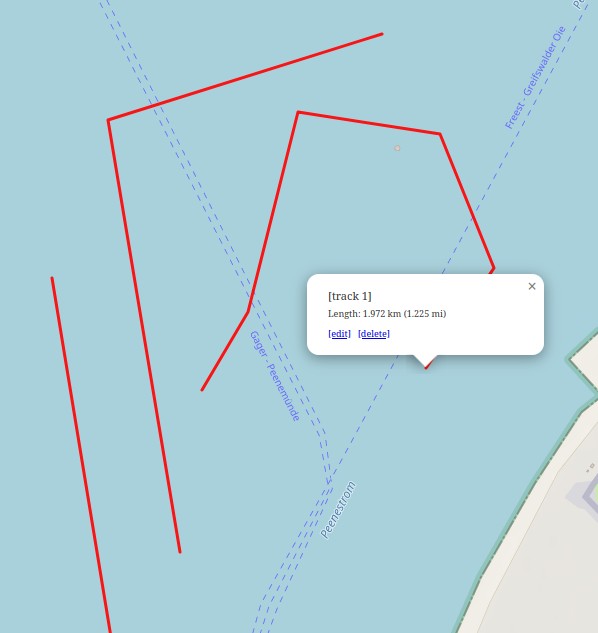 Freest - Greifswalder Oie
[track 1]
Length: 1.972 km (1.225 mi)
[edit] [delete]
Gager - Peenemünde
Peenestrom